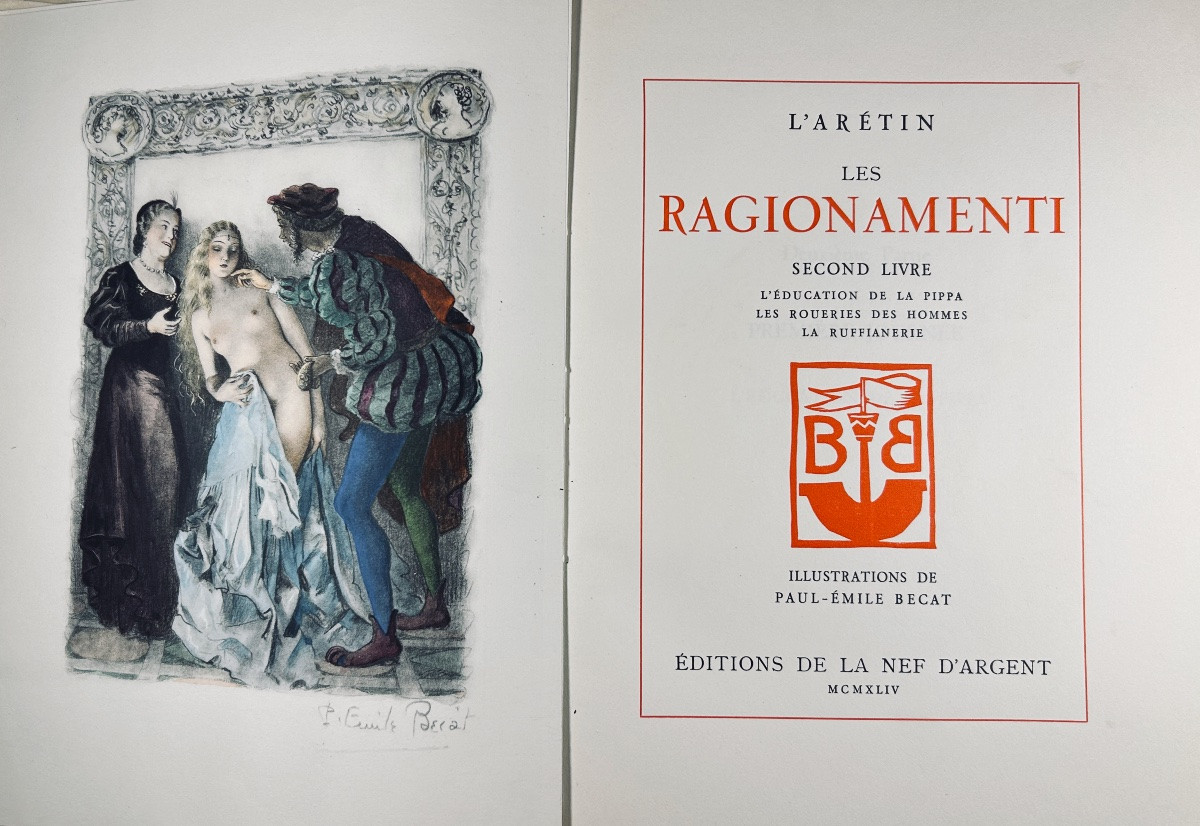 P. Emile Becat
L'ARÉTIN
LES
RAGIONAMENTI
SECOND LIVRE
L'ÉDUCATION DE LA PIPPA
LES ROUERIES DES HOMMES
LA RUFFIANERIE
B B
ILLUSTRATIONS DE
PAUL-ÉMILE BECAT
ÉDITIONS DE LA NEF D'ARGENT
MCMXLIV